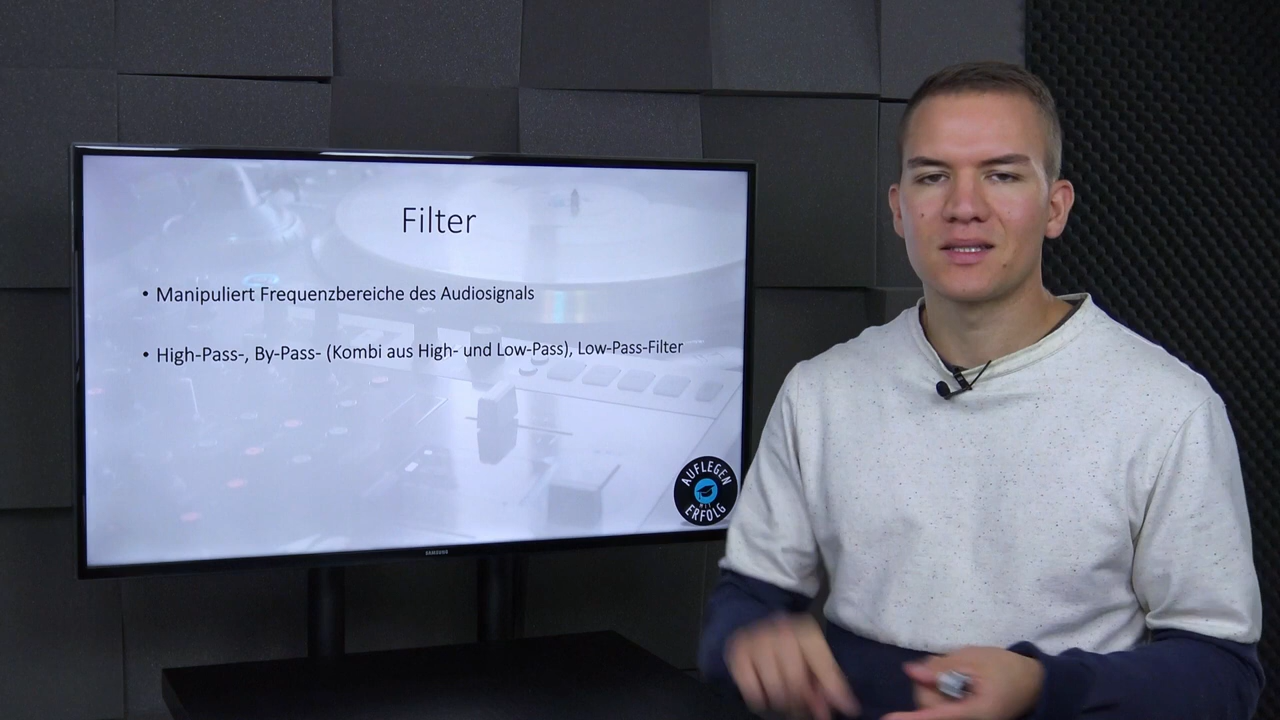 Filter
• Manipuliert Frequenzbereiche des Audiosignals
• High-Pass-, By-Pass- (Kombi aus High- und Low-Pass), Low-Pass-Filter
AUFLEGEN
MIT
ERFOLG
SAMSUNG